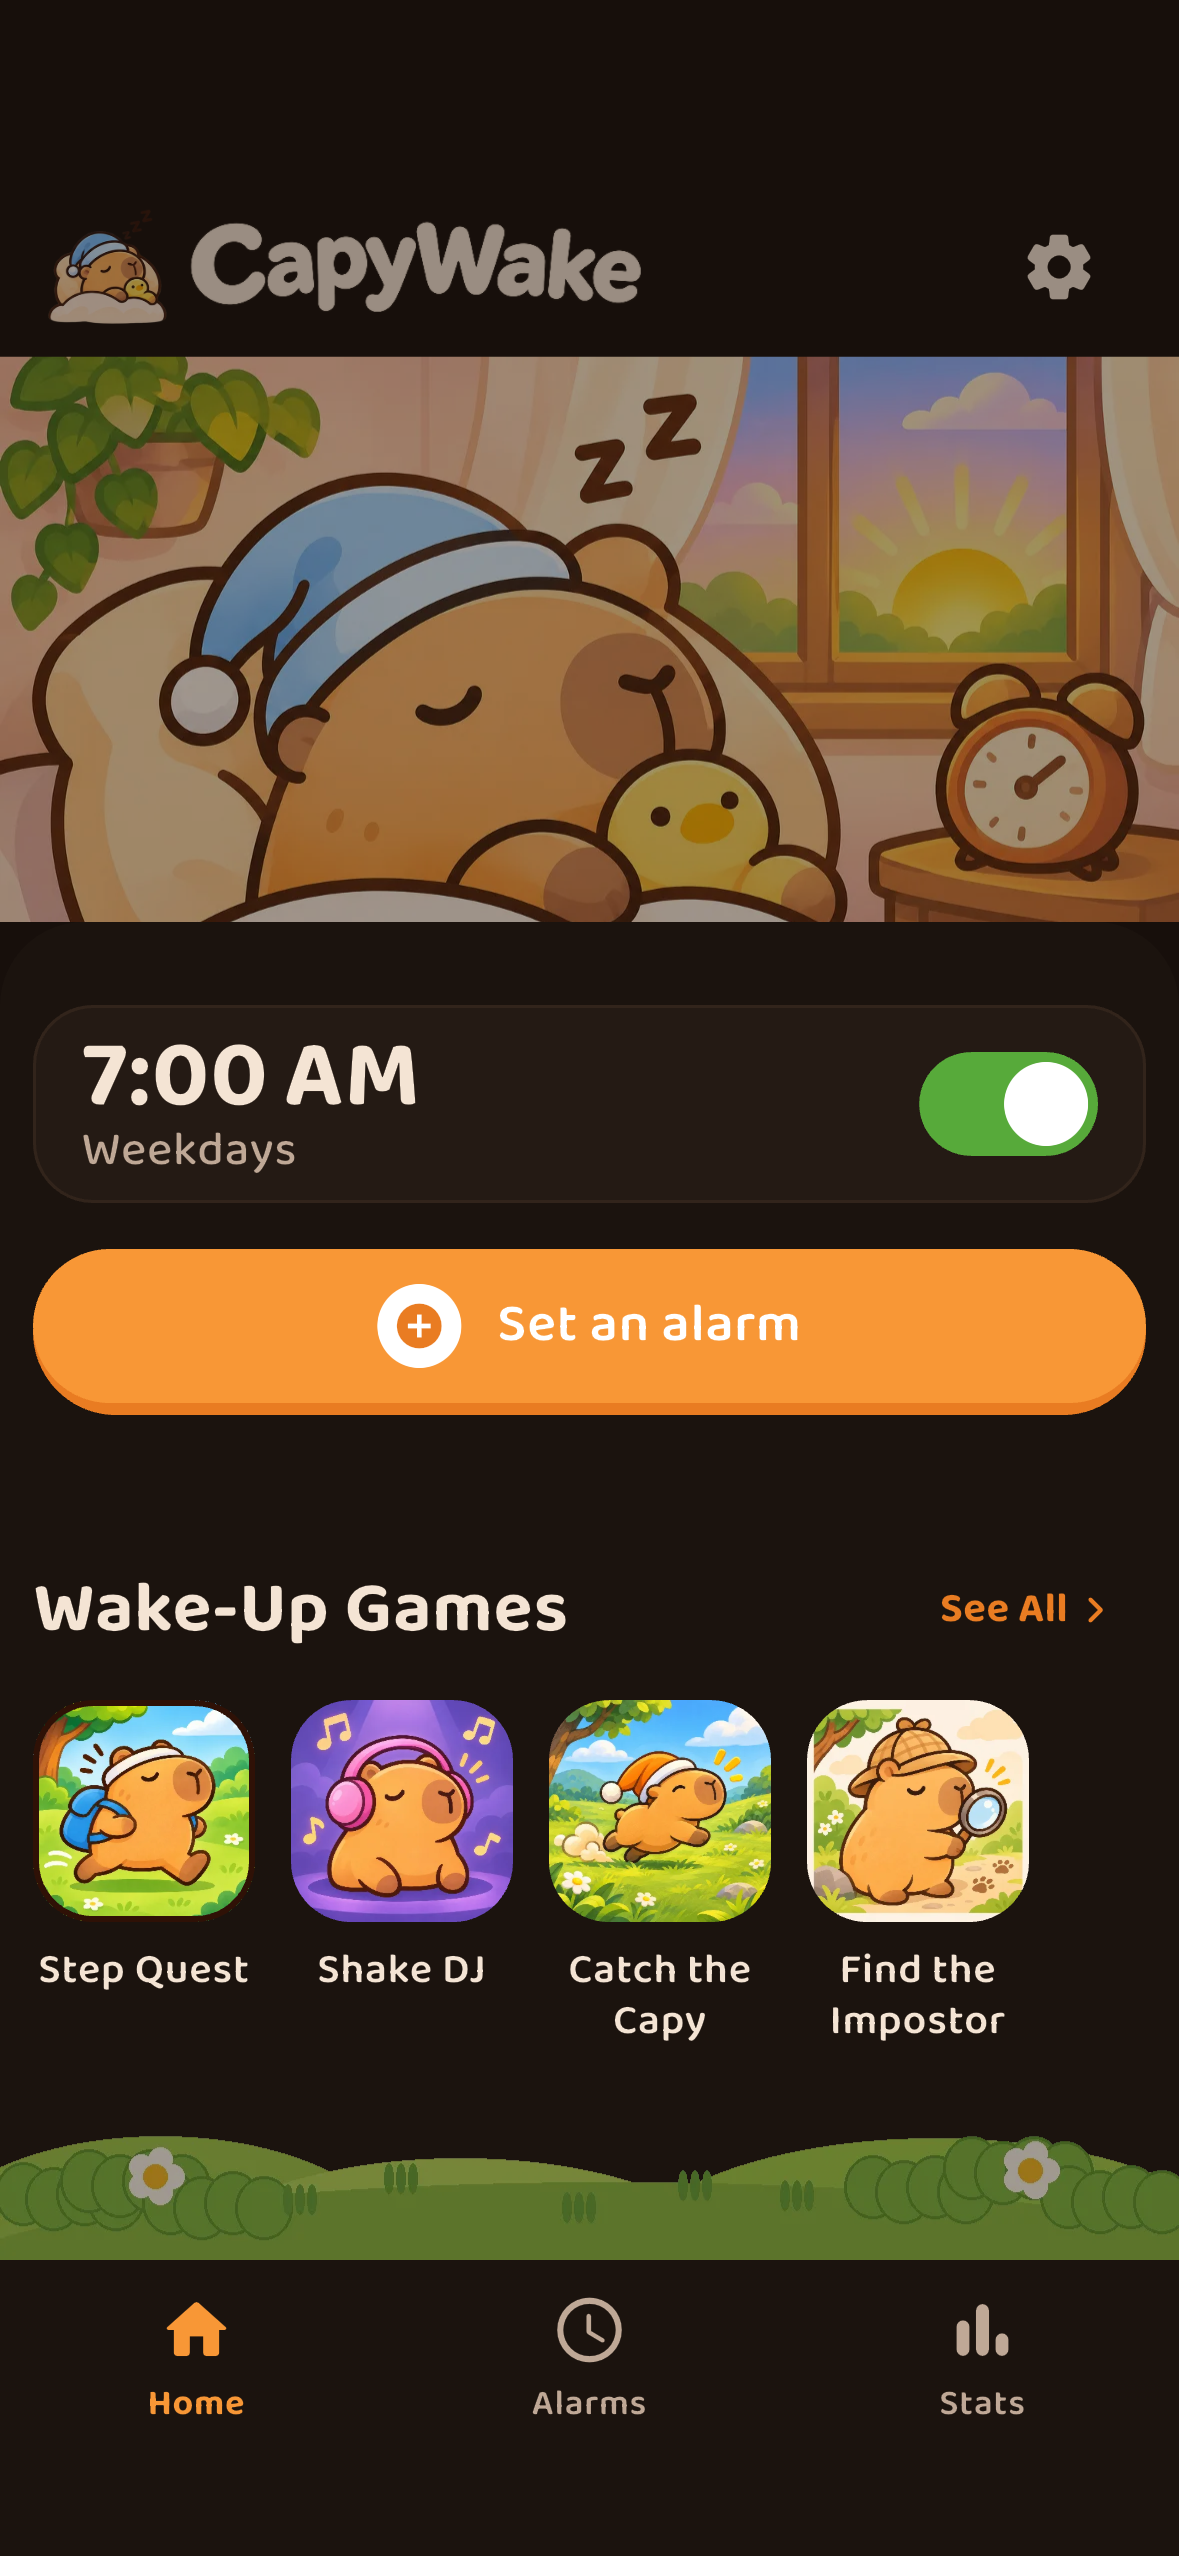 CapyWake
z z
7:00 AM
Weekdays
Set an alarm
Wake-Up Games
See All
Step Quest
Shake DJ
Catch the
Capy
Find the
Impostor
Home
Alarms
Stats